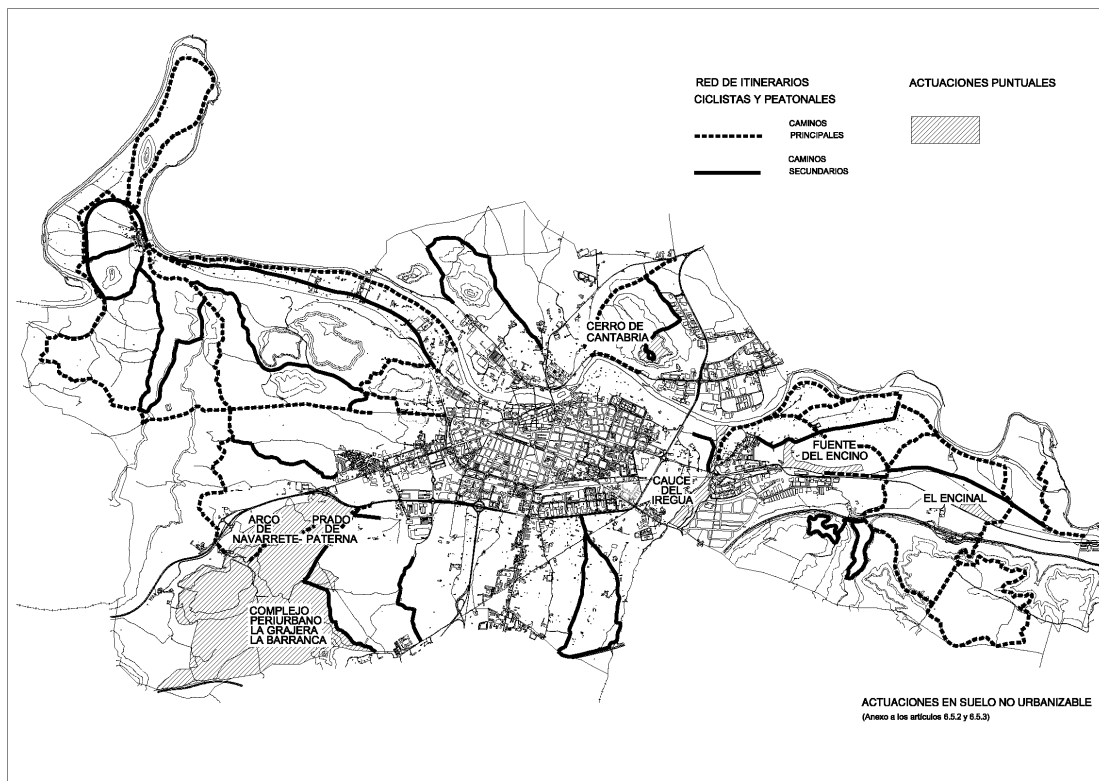 RED DE ITINERARIOS
CICLISTAS Y PEATONALES
CAMINOS
PRINCIPALES
CAMINOS
SECUNDARIOS
ACTUACIONES PUNTUALES
CERRO DE
CANTABRIA
FUENTE
DEL ENCINO
CAUCE
DEL
IREGUA
EL ENCINAL
ARCO
DE
NAVARRETE-
PRADO
DE
PATERNA
COMPLEJO
PERIURBANO
LA GRAJERA
LA BARRANCA
ACTUACIONES EN SUELO NO URBANIZABLE
(Anexo a los artículos 6.5.2 y 6.5.3)